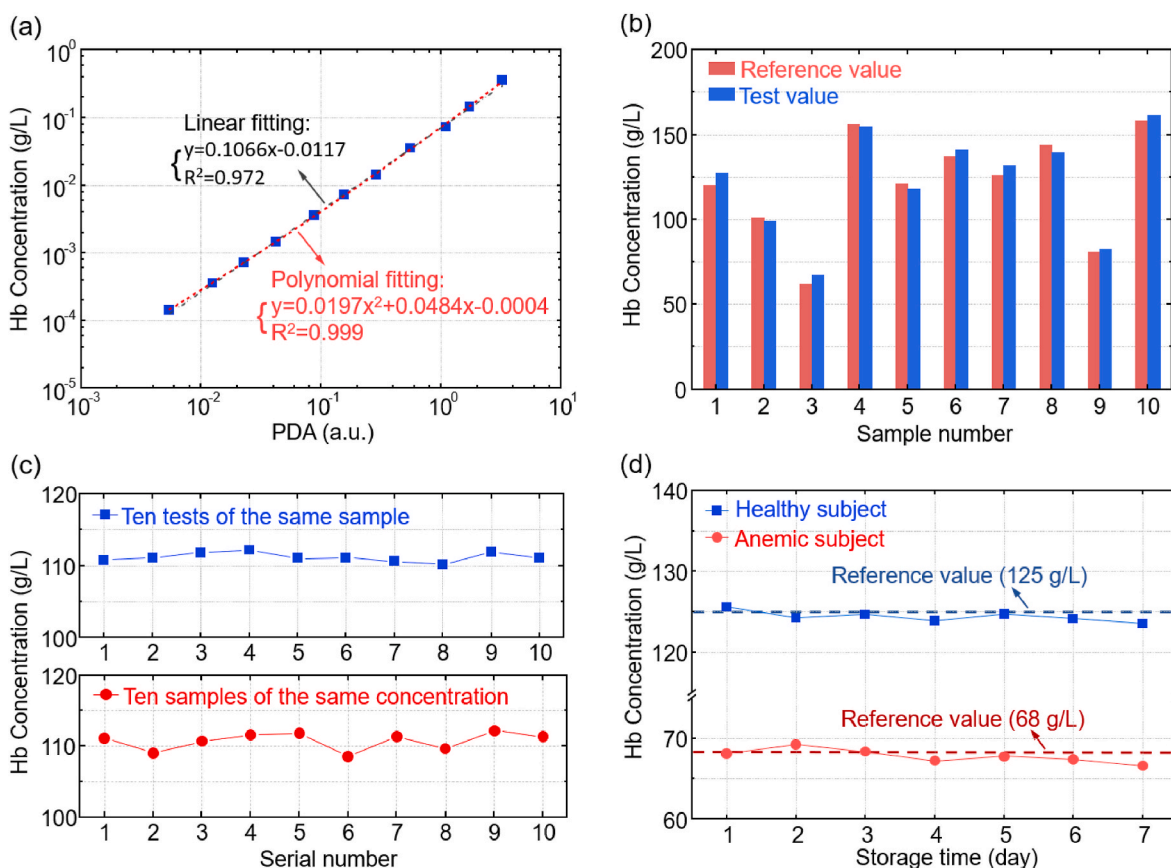 (a)
Hb Concentration (g/L)
10⁰
10⁻¹
10⁻²
10⁻³
10⁻⁴
10⁻⁵
Linear fitting:
y=0.1066x-0.0117
R²=0.972
Polynomial fitting:
y=0.0197x²+0.0484x-0.0004
R²=0.999
10⁻³ 10⁻² 10⁻¹ 10⁰ 10¹
PDA (a.u.)
(b)
Hb Concentration (g/L)
200
150
100
50
0
Reference value
Test value
1 2 3 4 5 6 7 8 9 10
Sample number
(c)
Hb Concentration (g/L)
120
110
100
Ten tests of the same sample
1 2 3 4 5 6 7 8 9 10
120
110
100
Ten samples of the same concentration
1 2 3 4 5 6 7 8 9 10
Serial number
(d)
Hb Concentration (g/L)
140
130
120
70
60
Healthy subject
Anemic subject
Reference value (125 g/L)
Reference value (68 g/L)
1 2 3 4 5 6 7
Storage time (day)